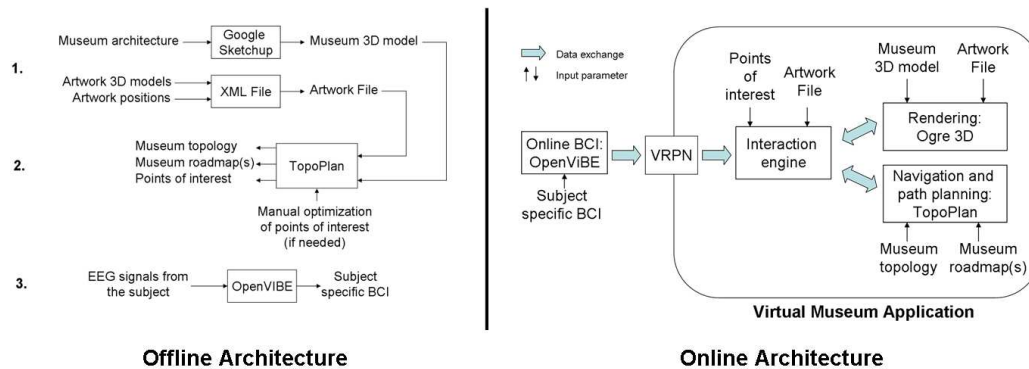 1.
Museum architecture
Google
Sketchup
Museum 3D model
Artwork 3D models
Artwork positions
XML File
Artwork File
2.
Museum topology
Museum roadmap(s)
Points of interest
TopoPlan
Manual optimization
of points of interest
(if needed)
3.
EEG signals from
the subject
OpenVIBE
Subject
specific BCI
Offline Architecture
Data exchange
Input parameter
Online BCI:
OpenViBE
Subject
specific BCI
VRPN
Points of
interest
Artwork
File
Interaction
engine
Museum
3D model
Artwork
File
Rendering:
Ogre 3D
Navigation and
path planning:
TopoPlan
Museum
topology
Museum
roadmap(s)
Virtual Museum Application
Online Architecture